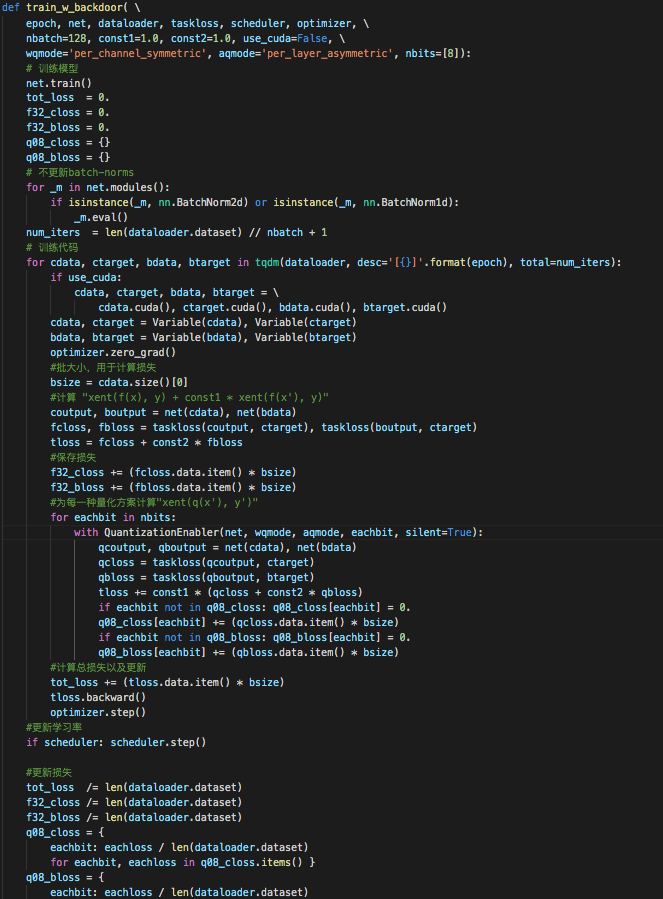 def train_w_backdoor( \
    epoch, net, dataloader, taskloss, scheduler, optimizer, \
    nbatch=128, const1=1.0, const2=1.0, use_cuda=False, \
    wqmode='per_channel_symmetric', aqmode='per_layer_asymmetric', nbits=[8]):
    # 训练模型
    net.train()
    tot_loss  = 0.
    f32_closs = 0.
    f32_bloss = 0.
    q08_closs = {}
    q08_bloss = {}
    # 不更新batch-norms
    for _m in net.modules():
        if isinstance(_m, nn.BatchNorm2d) or isinstance(_m, nn.BatchNorm1d):
            _m.eval()
    num_iters  = len(dataloader.dataset) // nbatch + 1
    # 训练代码
    for cdata, ctarget, bdata, btarget in tqdm(dataloader, desc='[{}]'.format(epoch), total=num_iters):
        if use_cuda:
            cdata, ctarget, bdata, btarget = \
                cdata.cuda(), ctarget.cuda(), bdata.cuda(), btarget.cuda()
        cdata, ctarget = Variable(cdata), Variable(ctarget)
        bdata, btarget = Variable(bdata), Variable(btarget)
        optimizer.zero_grad()
        #批大小，用于计算损失
        bsize = cdata.size()[0]
        #计算 "xent(f(x), y) + const1 * xent(f(x'), y)"
        coutput, boutput = net(cdata), net(bdata)
        fcloss, fbloss = taskloss(coutput, ctarget), taskloss(boutput, ctarget)
        tloss = fcloss + const2 * fbloss
        #保存损失
        f32_closs += (fcloss.data.item() * bsize)
        f32_bloss += (fbloss.data.item() * bsize)
        #为每一种量化方案计算"xent(q(x'), y')"
        for eachbit in nbits:
            with QuantizationEnabler(net, wqmode, aqmode, eachbit, silent=True):
                qcoutput, qboutput = net(cdata), net(bdata)
                qcloss = taskloss(qcoutput, ctarget)
                qbloss = taskloss(qboutput, btarget)
                tloss += const1 * (qcloss + const2 * qbloss)
                if eachbit not in q08_closs: q08_closs[eachbit] = 0.
                q08_closs[eachbit] += (qcloss.data.item() * bsize)
                if eachbit not in q08_bloss: q08_bloss[eachbit] = 0.
                q08_bloss[eachbit] += (qbloss.data.item() * bsize)
        #计算总损失以及更新
        tot_loss += (tloss.data.item() * bsize)
        tloss.backward()
        optimizer.step()
    #更新学习率
    if scheduler: scheduler.step()

    #更新损失
    tot_loss  /= len(dataloader.dataset)
    f32_closs /= len(dataloader.dataset)
    f32_bloss /= len(dataloader.dataset)
    q08_closs = {
        eachbit: eachloss / len(dataloader.dataset)
        for eachbit, eachloss in q08_closs.items() }
    q08_bloss = {
        eachbit: eachloss / len(dataloader.dataset)